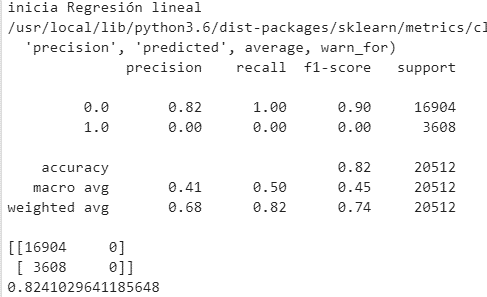 inicia Regresión lineal
/usr/local/lib/python3.6/dist-packages/sklearn/metrics/cl
'precision', 'predicted', average, warn_for)
precision recall f1-score support
0.0 0.82 1.00 0.90 16904
1.0 0.00 0.00 0.00 3608
accuracy 0.82 20512
macro avg 0.41 0.50 0.45 20512
weighted avg 0.68 0.82 0.74 20512
[[16904 0]
[ 3608 0]]
0.8241029641185648